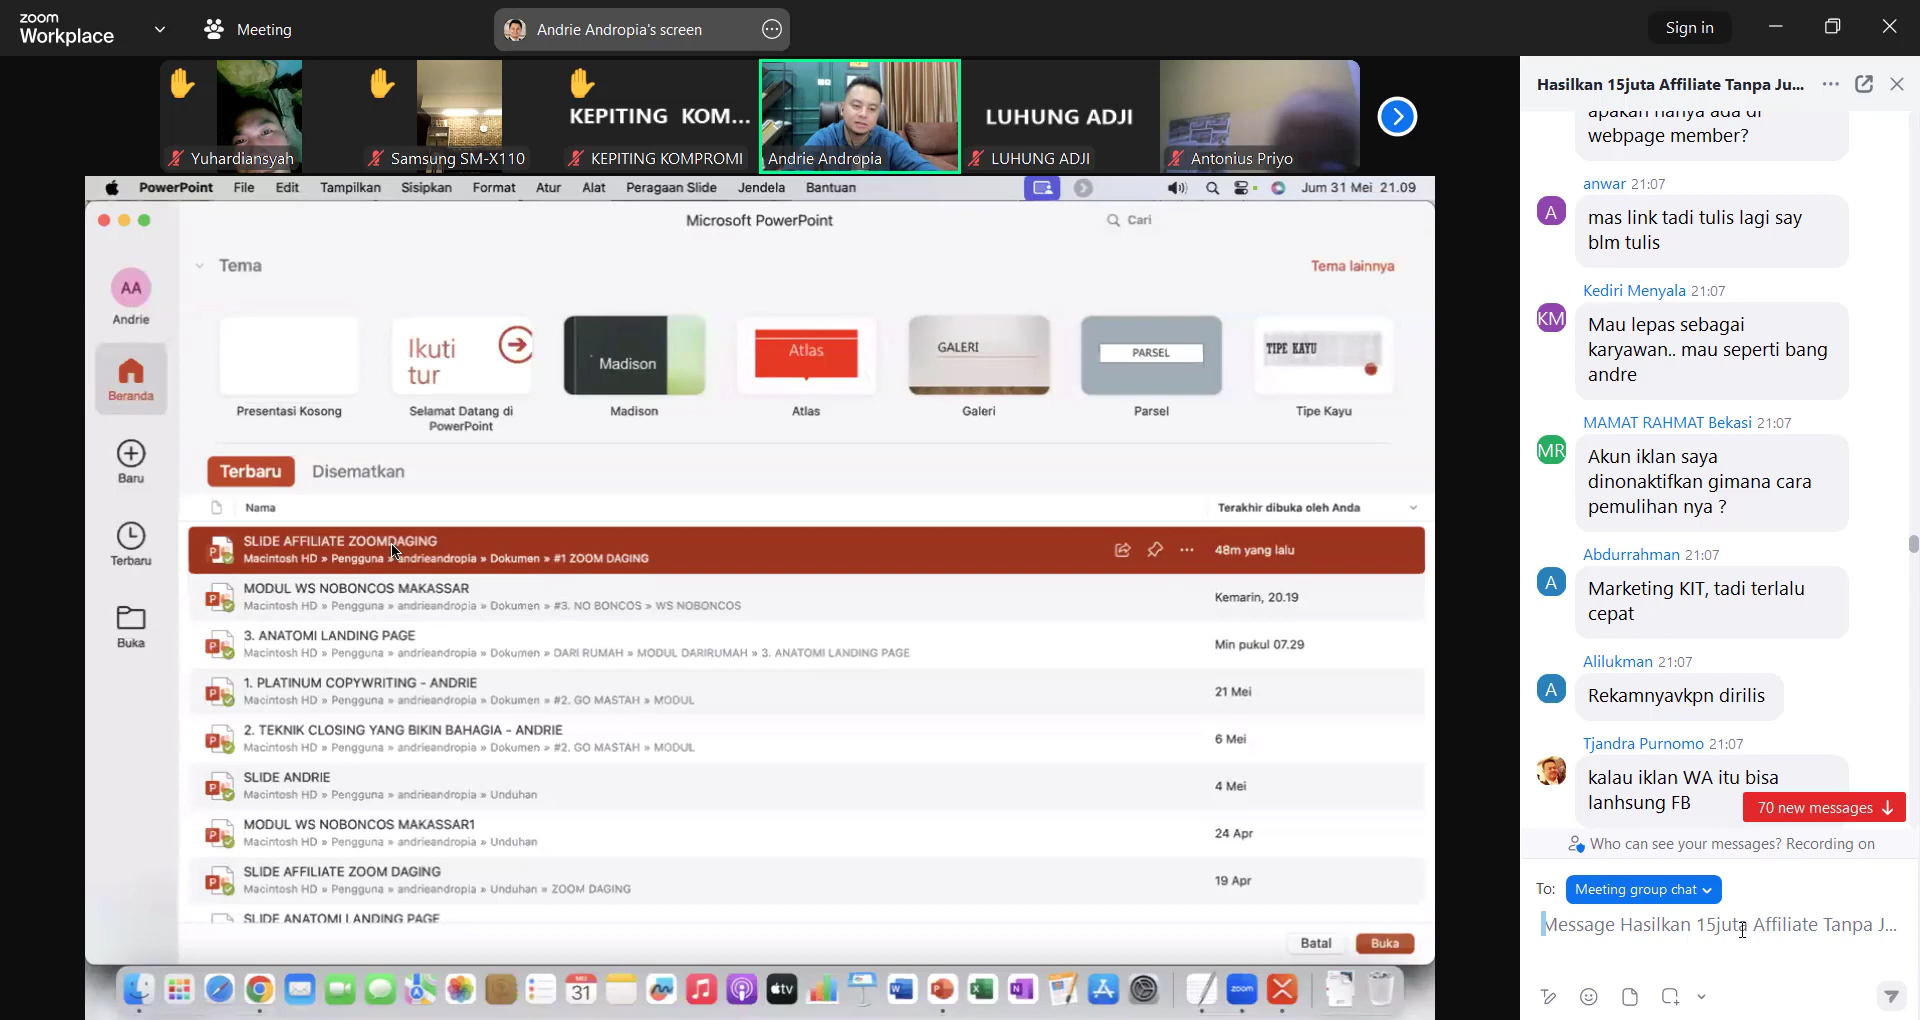 zoom
Workplace
Meeting
Andrie Andropia's screen
Sign in
Yuhardiansyah
Samsung SM-X110
KEPITING KOM...
KEPITING KOMPROMI
Andrie Andropia
LUHUNG ADJI
LUHUNG ADJI
Antonius Priyo
PowerPoint File Edit Tampilkan Sisipkan Format Atur Alat Peragaan Slide Jendela Bantuan
Jum 31 Mei 21.09
Microsoft PowerPoint
Cari
AA
Andrie
Beranda
Baru
Terbaru
Buka
Tema
Tema lainnya
Ikuti
tur
Madison
Atlas
GALERI
PARSEL
TIPE KAYU
Presentasi Kosong
Selamat Datang di
PowerPoint
Madison
Atlas
Galeri
Parsel
Tipe Kayu
Terbaru Disematkan
Nama Terakhir dibuka oleh Anda
SLIDE AFFILIATE ZOOMDAGING
Macintosh HD » Pengguna » andrieandropia » Dokumen » #1 ZOOM DAGING
48m yang lalu
MODUL WS NOBONCOS MAKASSAR
Macintosh HD » Pengguna » andrieandropia » Dokumen » #3. NO BONCOS » WS NOBONCOS
Kemarin, 20.19
3. ANATOMI LANDING PAGE
Macintosh HD » Pengguna » andrieandropia » Dokumen » DARI RUMAH » MODUL DARIRUMAH » 3. ANATOMI LANDING PAGE
Min pukul 07.29
1. PLATINUM COPYWRITING - ANDRIE
Macintosh HD » Pengguna » andrieandropia » Dokumen » #2. GO MASTAH » MODUL
21 Mei
2. TEKNIK CLOSING YANG BIKIN BAHAGIA - ANDRIE
Macintosh HD » Pengguna » andrieandropia » Dokumen » #2. GO MASTAH » MODUL
6 Mei
SLIDE ANDRIE
Macintosh HD » Pengguna » andrieandropia » Unduhan
4 Mei
MODUL WS NOBONCOS MAKASSAR1
Macintosh HD » Pengguna » andrieandropia » Unduhan
24 Apr
SLIDE AFFILIATE ZOOM DAGING
Macintosh HD » Pengguna » andrieandropia » Unduhan » ZOOM DAGING
19 Apr
SLIDE ANATOMI LANDING PAGE
Batal
Buka
31
tv
zoom
Hasilkan 15juta Affiliate Tanpa Ju...
apakah hanya ada di
webpage member?
anwar 21:07
A
mas link tadi tulis lagi say
blm tulis
Kediri Menyala 21:07
KM
Mau lepas sebagai
karyawan.. mau seperti bang
andre
MAMAT RAHMAT Bekasi 21:07
MR
Akun iklan saya
dinonaktifkan gimana cara
pemulihan nya ?
Abdurrahman 21:07
A
Marketing KIT, tadi terlalu
cepat
Alilukman 21:07
A
Rekamnyavkpn dirilis
Tjandra Purnomo 21:07
kalau iklan WA itu bisa
lanhsung FB
70 new messages
Who can see your messages? Recording on
To: Meeting group chat
Message Hasilkan 15juta Affiliate Tanpa J...